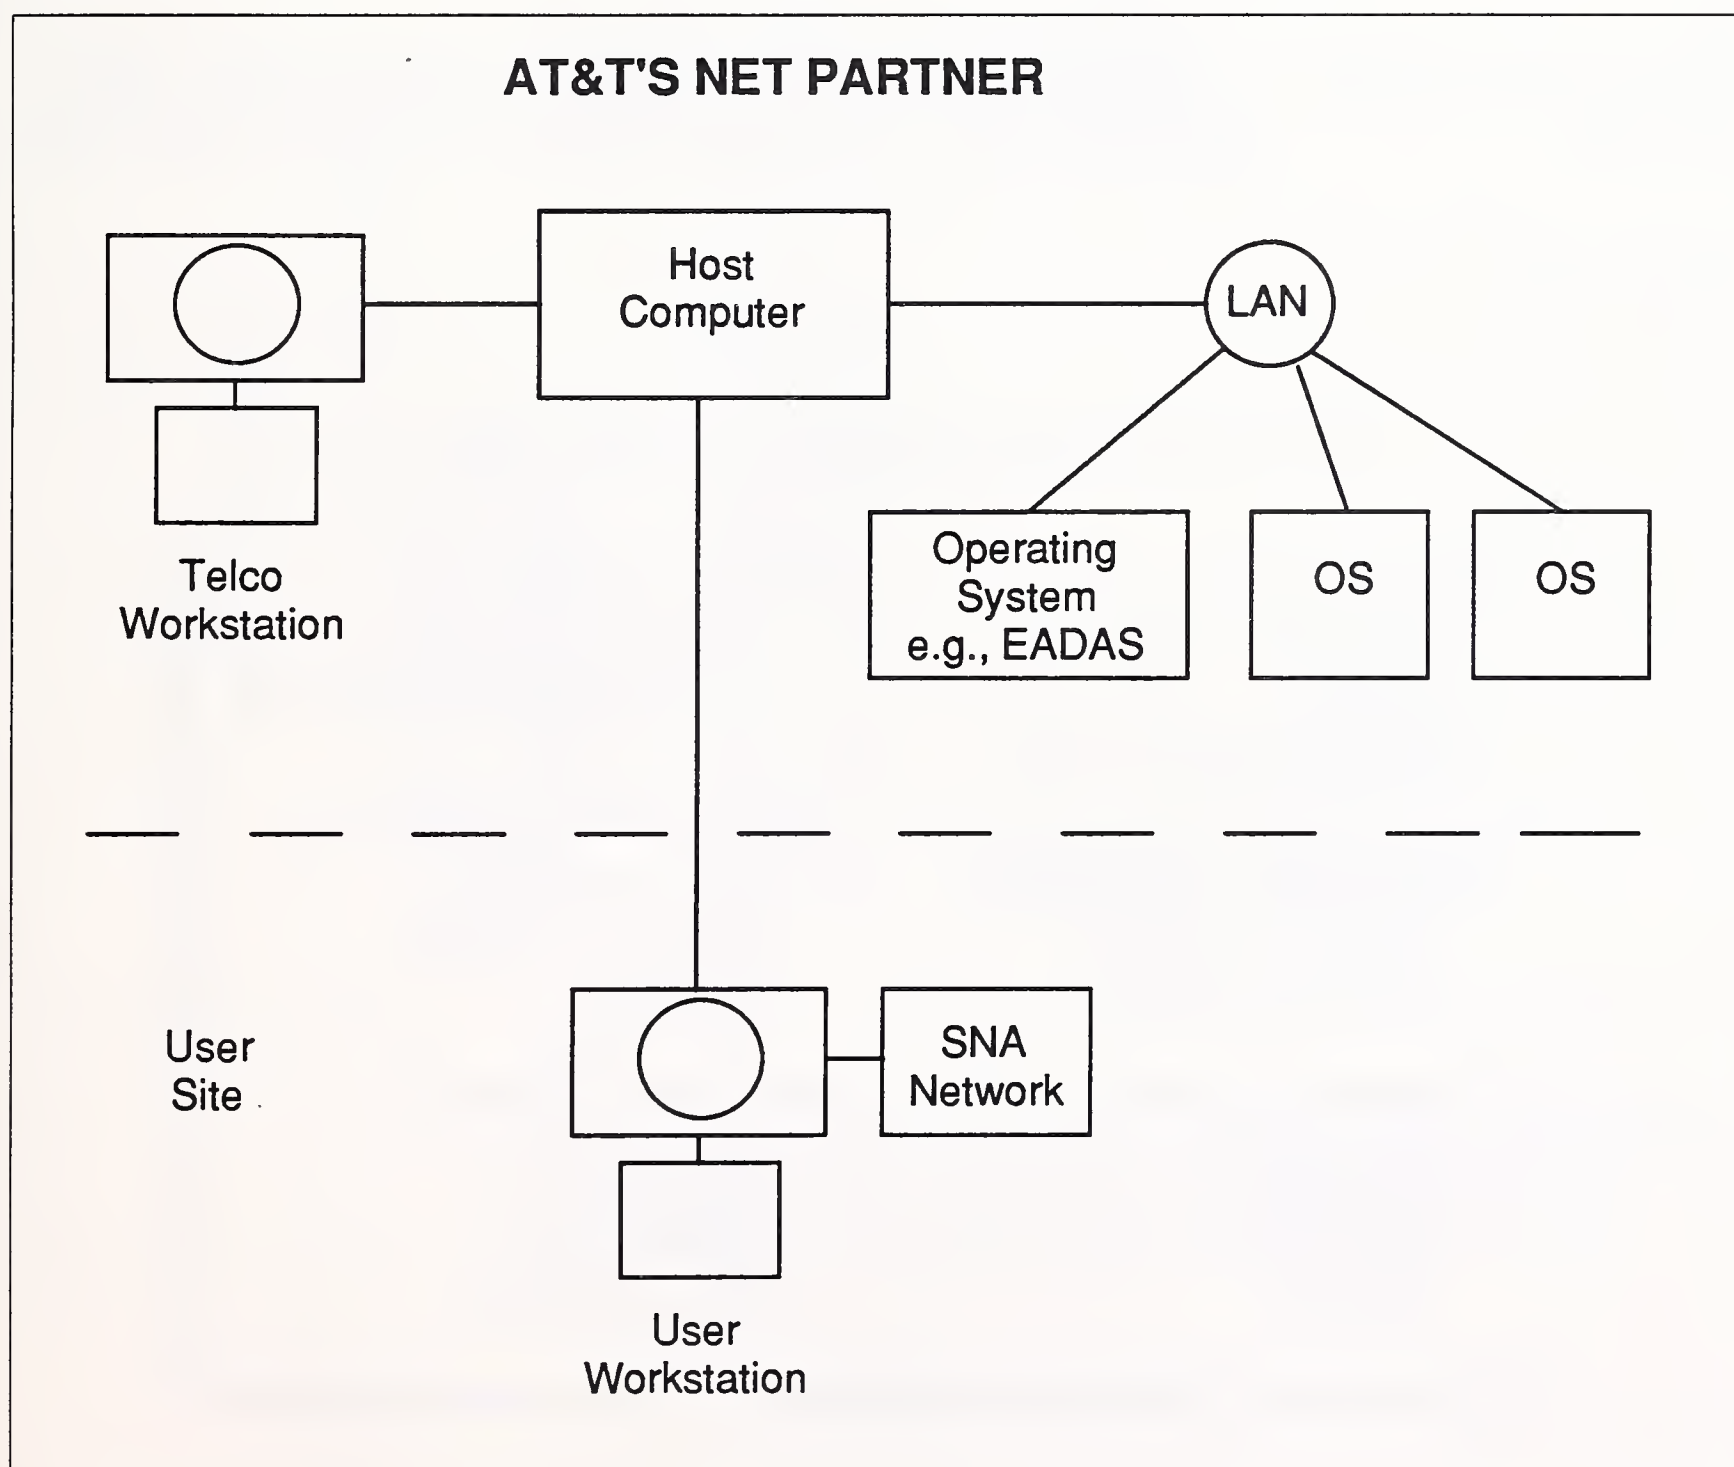 AT&T'S NET PARTNER
Host
Computer
LAN
Telco
Workstation
Operating
System
e.g., EADAS
OS
OS
User
Site
SNA
Network
User
Workstation